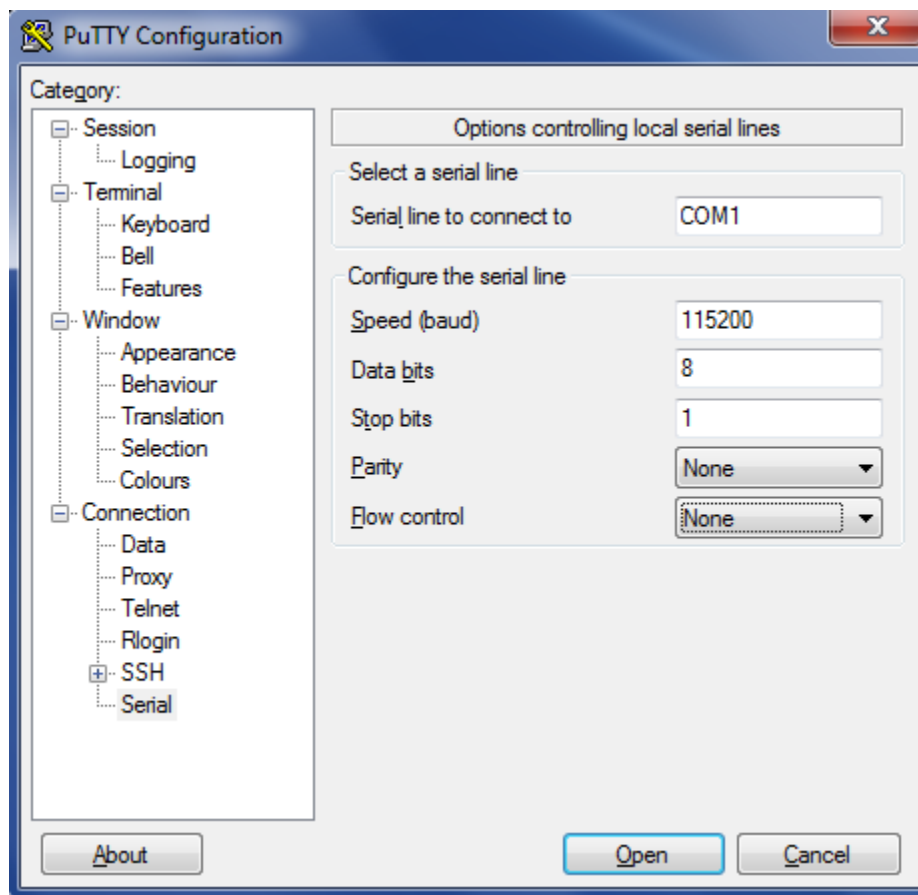 PuTTY Configuration
X
Category:
Session
Logging
Terminal
Keyboard
Bell
Features
Window
Appearance
Behaviour
Translation
Selection
Colours
Connection
Data
Proxy
Telnet
Rlogin
SSH
Serial
Options controlling local serial lines
Select a serial line
Serial line to connect to COM1
Configure the serial line
Speed (baud) 115200
Data bits 8
Stop bits 1
Parity None
Flow control None
About Open Cancel